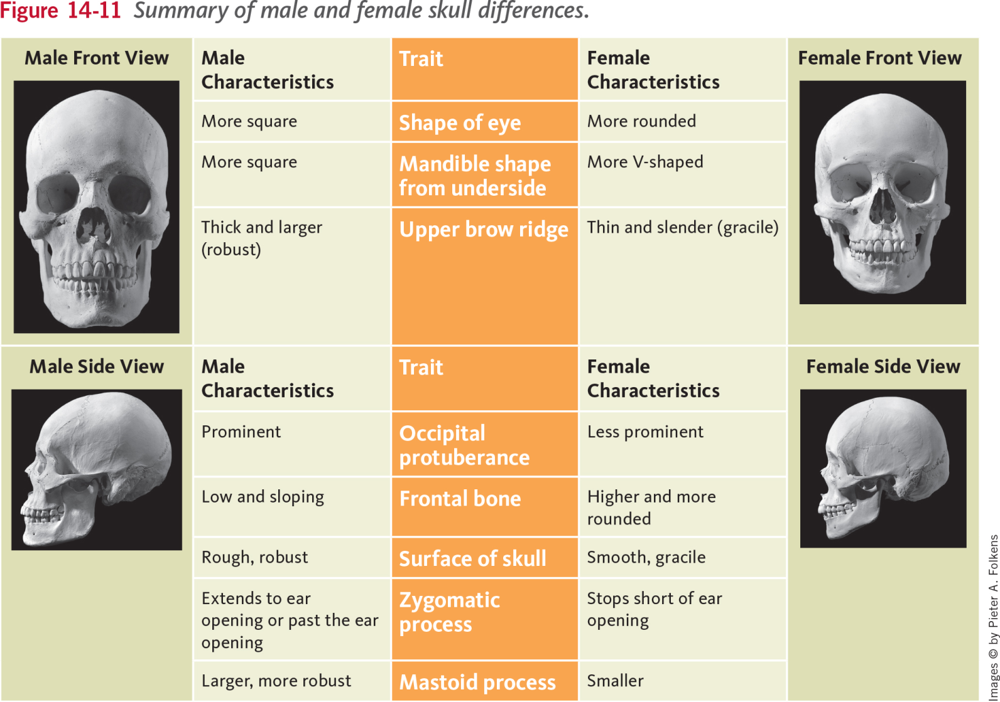 Figure 14-11 Summary of male and female skull differences.
Male Front View
Male
Characteristics
Trait
Female
Characteristics
Female Front View
More square
Shape of eye
More rounded
More square
Mandible shape
from underside
More V-shaped
Thick and larger
(robust)
Upper brow ridge
Thin and slender (gracile)
Male Side View
Male
Characteristics
Trait
Female
Characteristics
Female Side View
Prominent
Occipital
protuberance
Less prominent
Low and sloping
Frontal bone
Higher and more
rounded
Rough, robust
Surface of skull
Smooth, gracile
Extends to ear
opening or past the ear
opening
Zygomatic
process
Stops short of ear
opening
Larger, more robust
Mastoid process
Smaller
Images © by Pieter A. Folkens